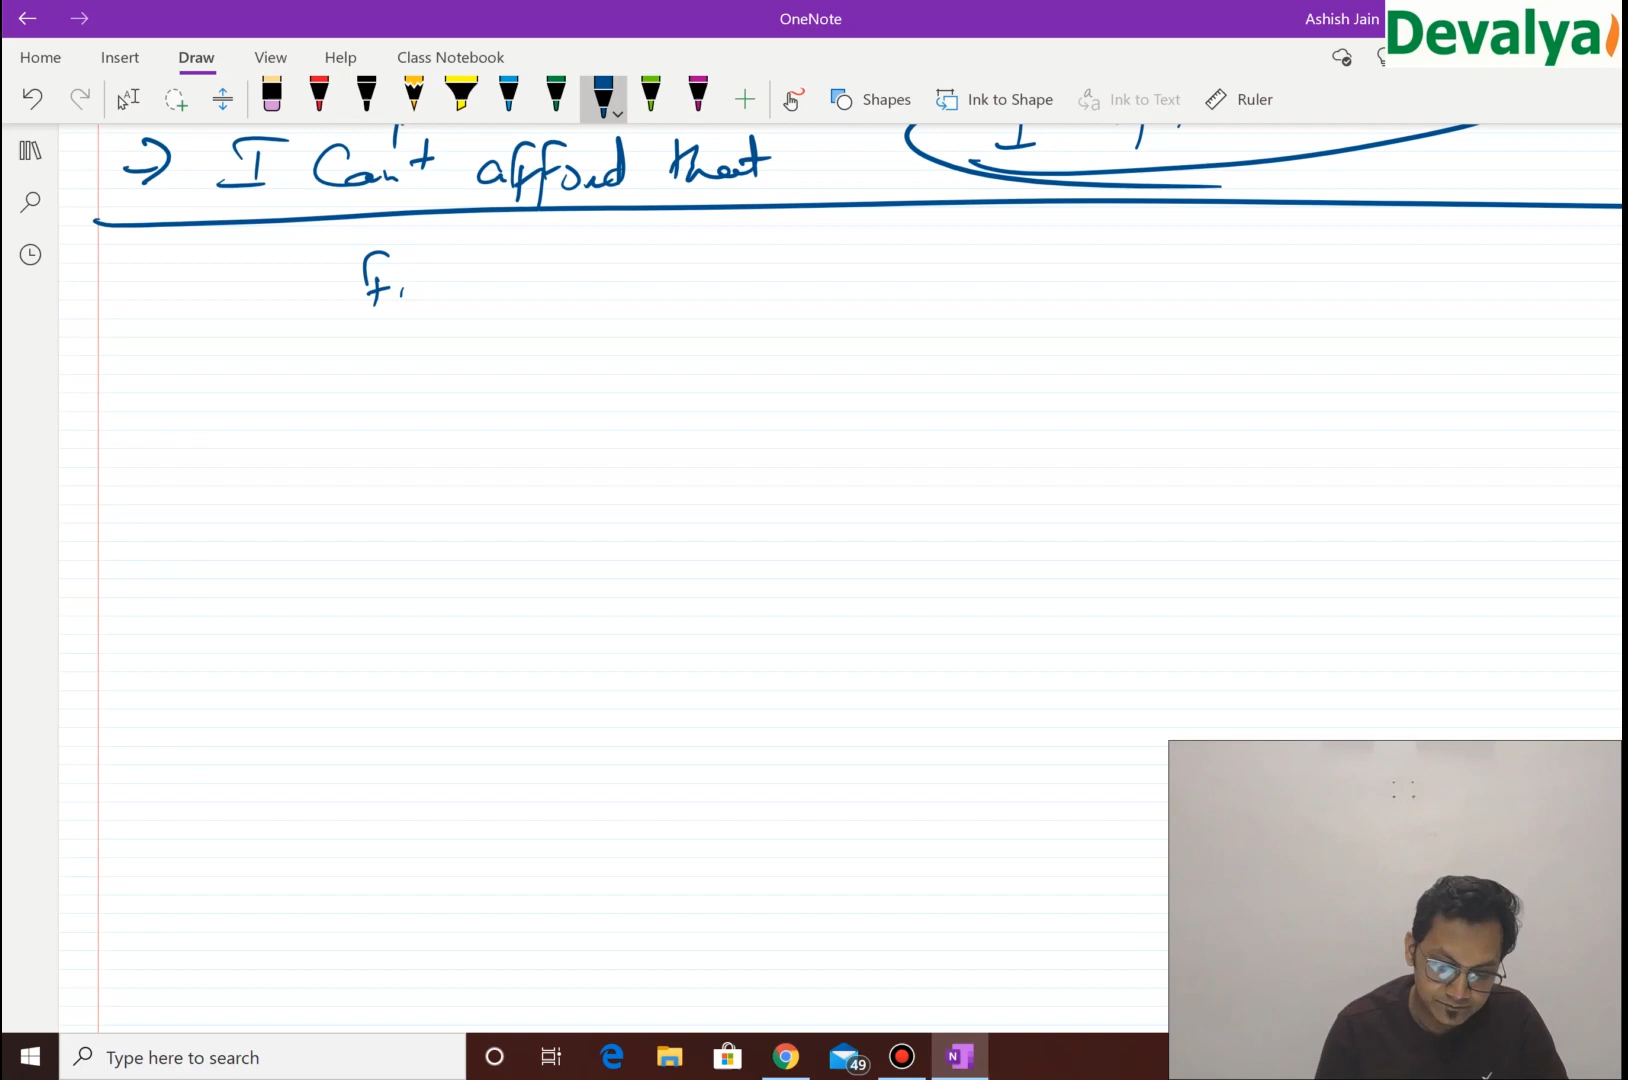 OneNote
Ashish Jain
Devalya
Home Insert Draw View Help Class Notebook
Shapes Ink to Shape Ink to Text Ruler
=> I Can't afford that
f
Type here to search
49
N